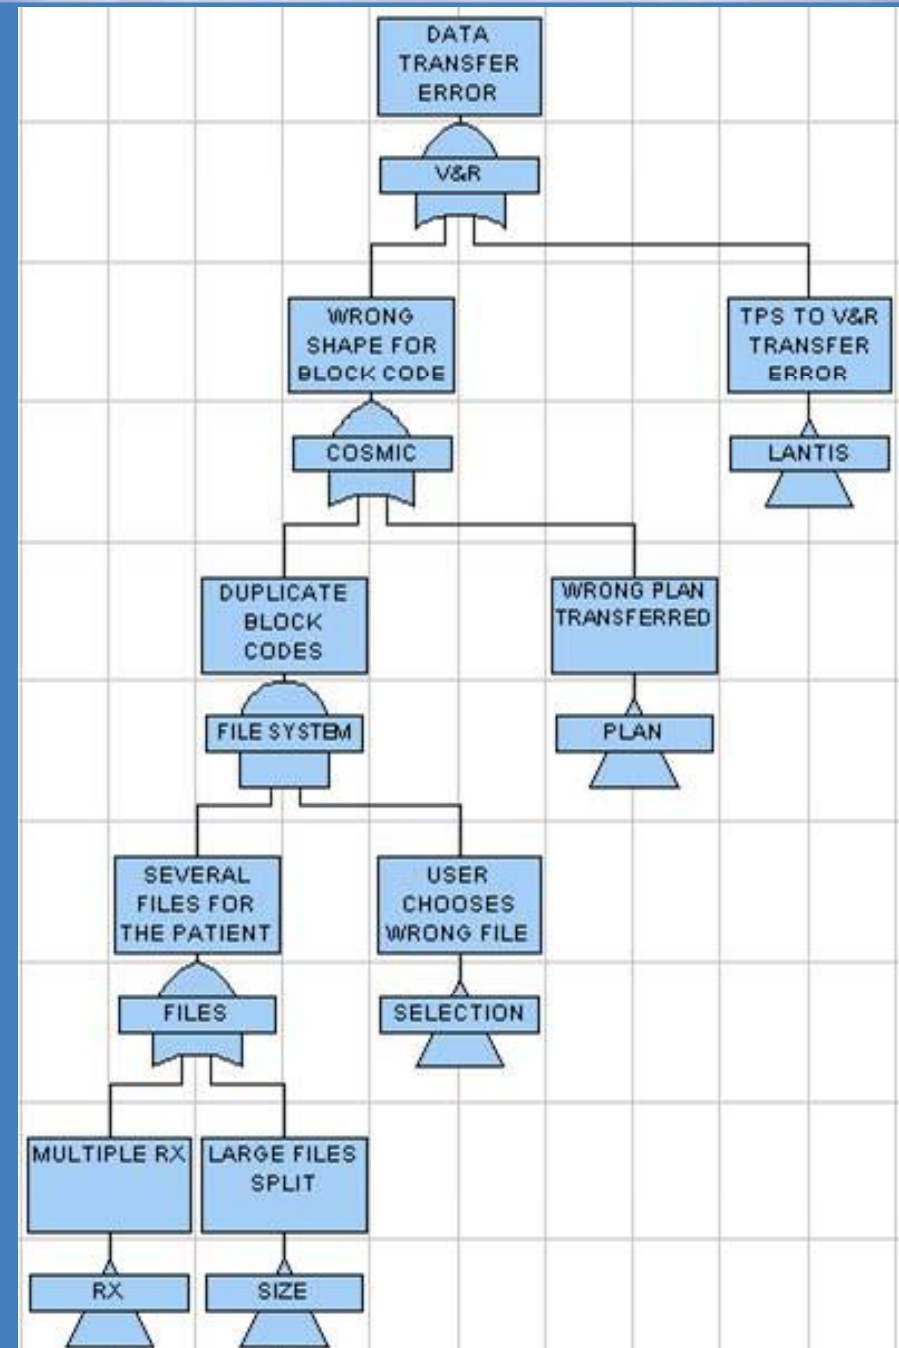 DATA
TRANSFER
ERROR
V&R
WRONG
SHAPE FOR
BLOCK CODE
TPS TO V&R
TRANSFER
ERROR
COSMIC
LANTIS
DUPLICATE
BLOCK
CODES
WRONG PLAN
TRANSFERRED
FILE SYSTEM
PLAN
SEVERAL
FILES FOR
THE PATIENT
USER
CHOOSES
WRONG FILE
FILES
SELECTION
MULTIPLE RX
LARGE FILES
SPLIT
RX
SIZE